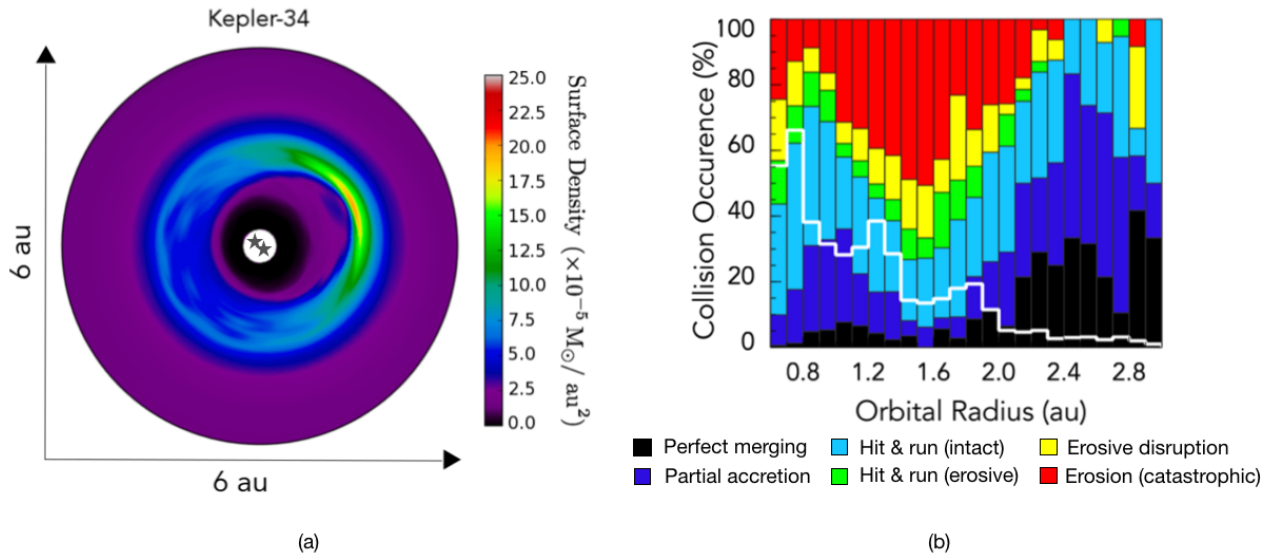 Kepler-34
6 au
6 au
25.0
22.5
20.0
17.5
15.0
12.5
10.0
7.5
5.0
2.5
0.0
Surface Density (×10⁻⁵ M⊙/ au²)
(a)
Collision Occurence (%)
100
80
60
40
20
0
0.8 1.2 1.6 2.0 2.4 2.8
Orbital Radius (au)
Perfect merging Hit & run (intact) Erosive disruption
Partial accretion Hit & run (erosive) Erosion (catastrophic)
(b)